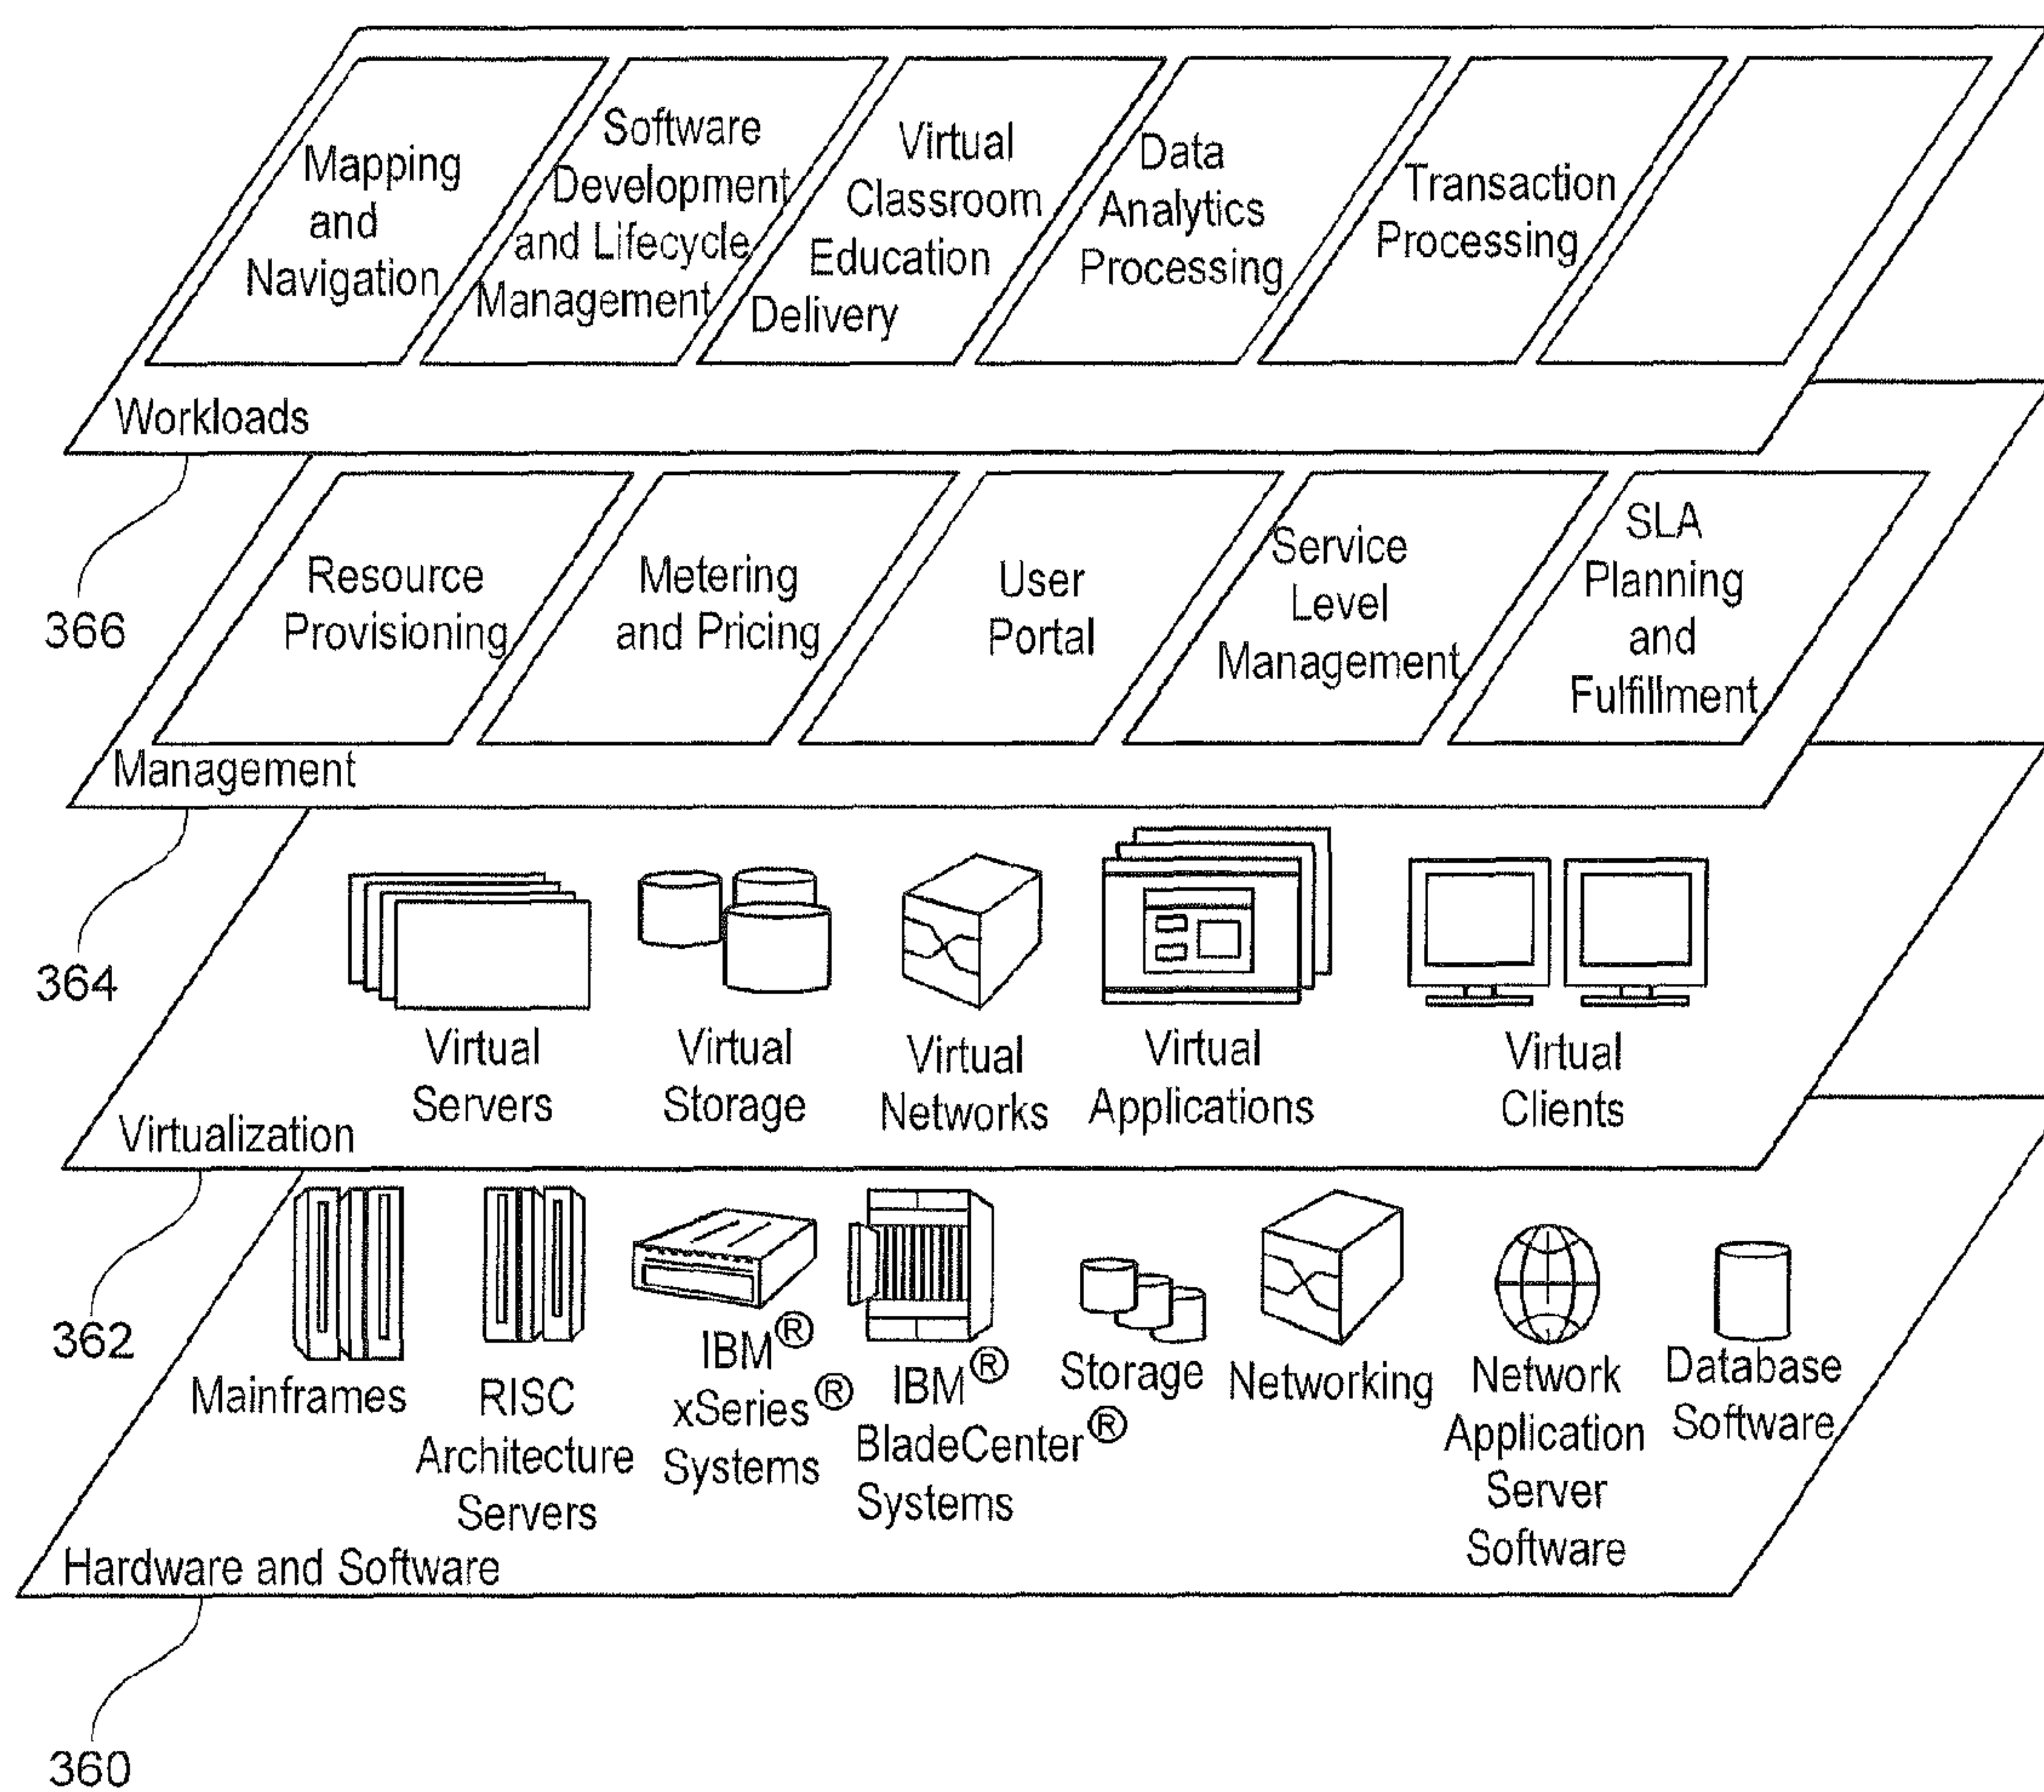 Mapping
and
Navigation
Software
Development
and Lifecycle
Management
Virtual
Classroom
Education
Delivery
Data
Analytics
Processing
Transaction
Processing
Workloads
366
Resource
Provisioning
Metering
and Pricing
User
Portal
Service
Level
Management
SLA
Planning
and
Fulfillment
Management
364
Virtual
Servers
Virtual
Storage
Virtual
Networks
Virtual
Applications
Virtual
Clients
Virtualization
362
Mainframes
RISC
Architecture
Servers
IBM®
xSeries®
Systems
IBM®
BladeCenter®
Systems
Storage
Networking
Network
Application
Server
Software
Database
Software
Hardware and Software
360